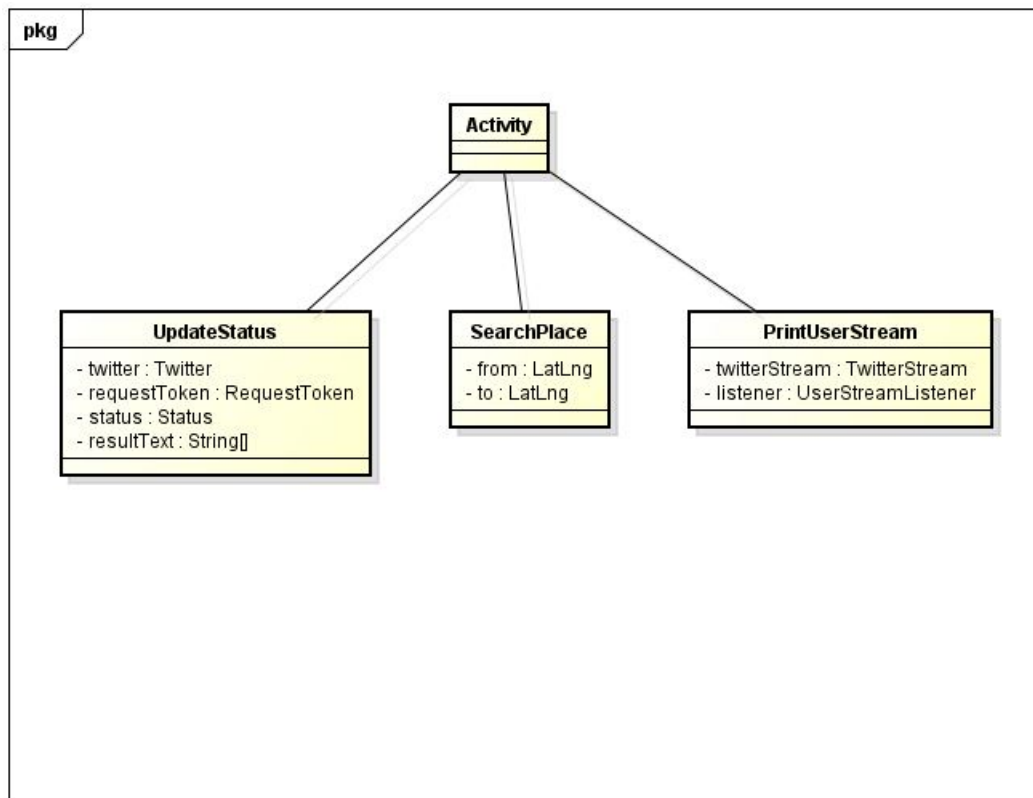 pkg
Activity
UpdateStatus
- twitter : Twitter
- requestToken : RequestToken
- status : Status
- resultText : String[]
SearchPlace
- from : LatLng
- to : LatLng
PrintUserStream
- twitterStream : TwitterStream
- listener : UserStreamListener